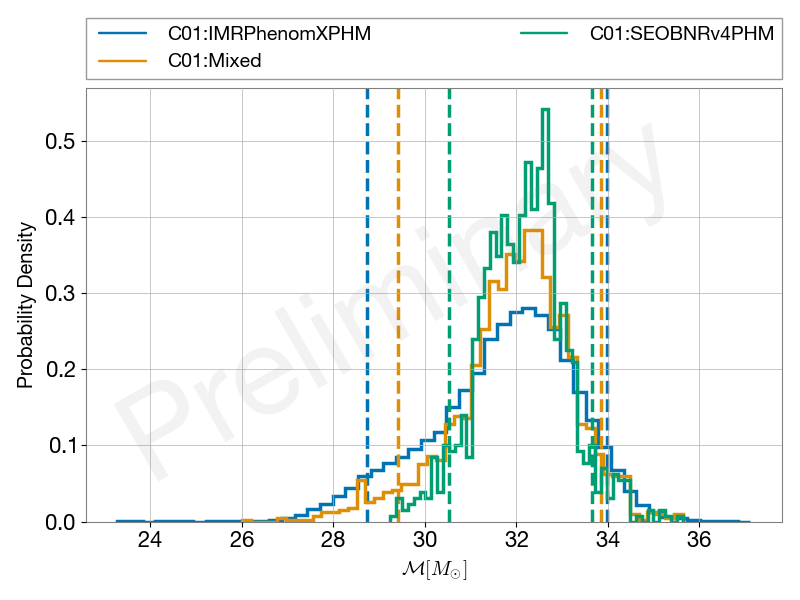 C01:IMRPhenomXPHM
C01:SEOBNRv4PHM
C01:Mixed
Preliminary
Probability Density
0.5
0.4
0.3
0.2
0.1
0.0
24 26 28 30 32 34 36
ℳ[M⊙]